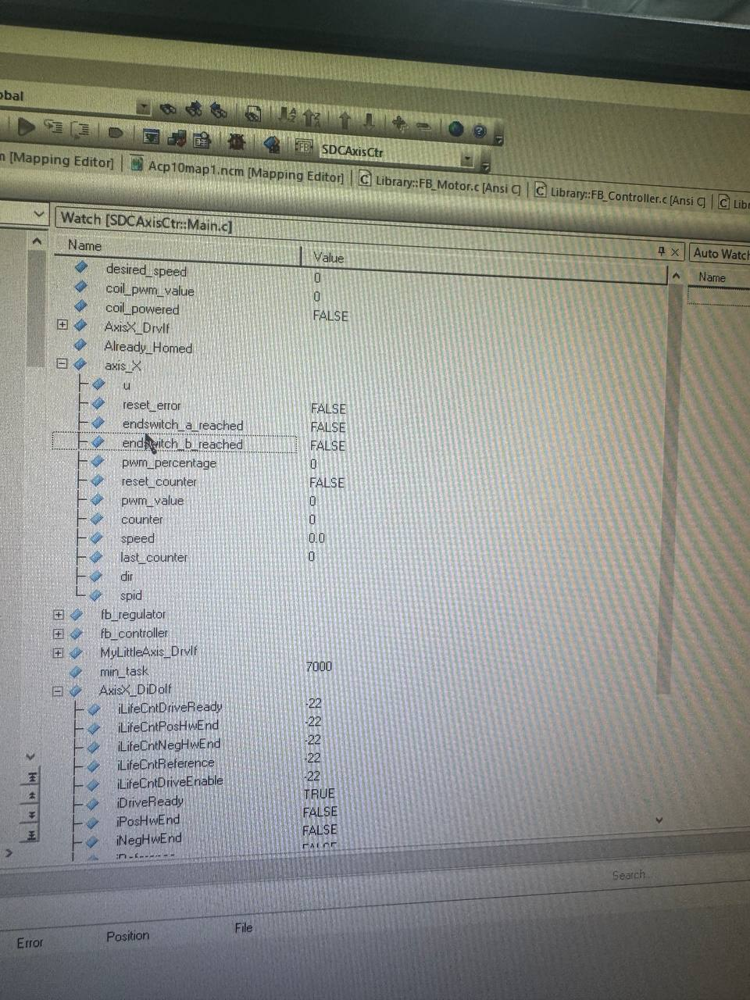 obal
SDCAxisCtr
m [Mapping Editor] Acp10map1.ncm [Mapping Editor] Library::FB_Motor.c [Ansi C] Library::FB_Controller.c [Ansi C] Libr
Watch [SDCAxisCtr::Main.c]
Auto Watch
Name Value
Name
desired_speed 0
coil_pwm_value 0
coil_powered FALSE
AxisX_DrvIf
Already_Homed
axis_X
u
reset_error FALSE
endswitch_a_reached FALSE
endswitch_b_reached FALSE
pwm_percentage 0
reset_counter FALSE
pwm_value 0
counter 0
speed 0.0
last_counter 0
dir
spid
fb_regulator
fb_controller
MyLittleAxis_DrvIf
min_task 7000
AxisX_DiDoIf
iLifeCntDriveReady -22
iLifeCntPosHwEnd -22
iLifeCntNegHwEnd -22
iLifeCntReference -22
iLifeCntDriveEnable -22
iDriveReady TRUE
iPosHwEnd FALSE
iNegHwEnd FALSE
FALSE
Search...
Error Position File